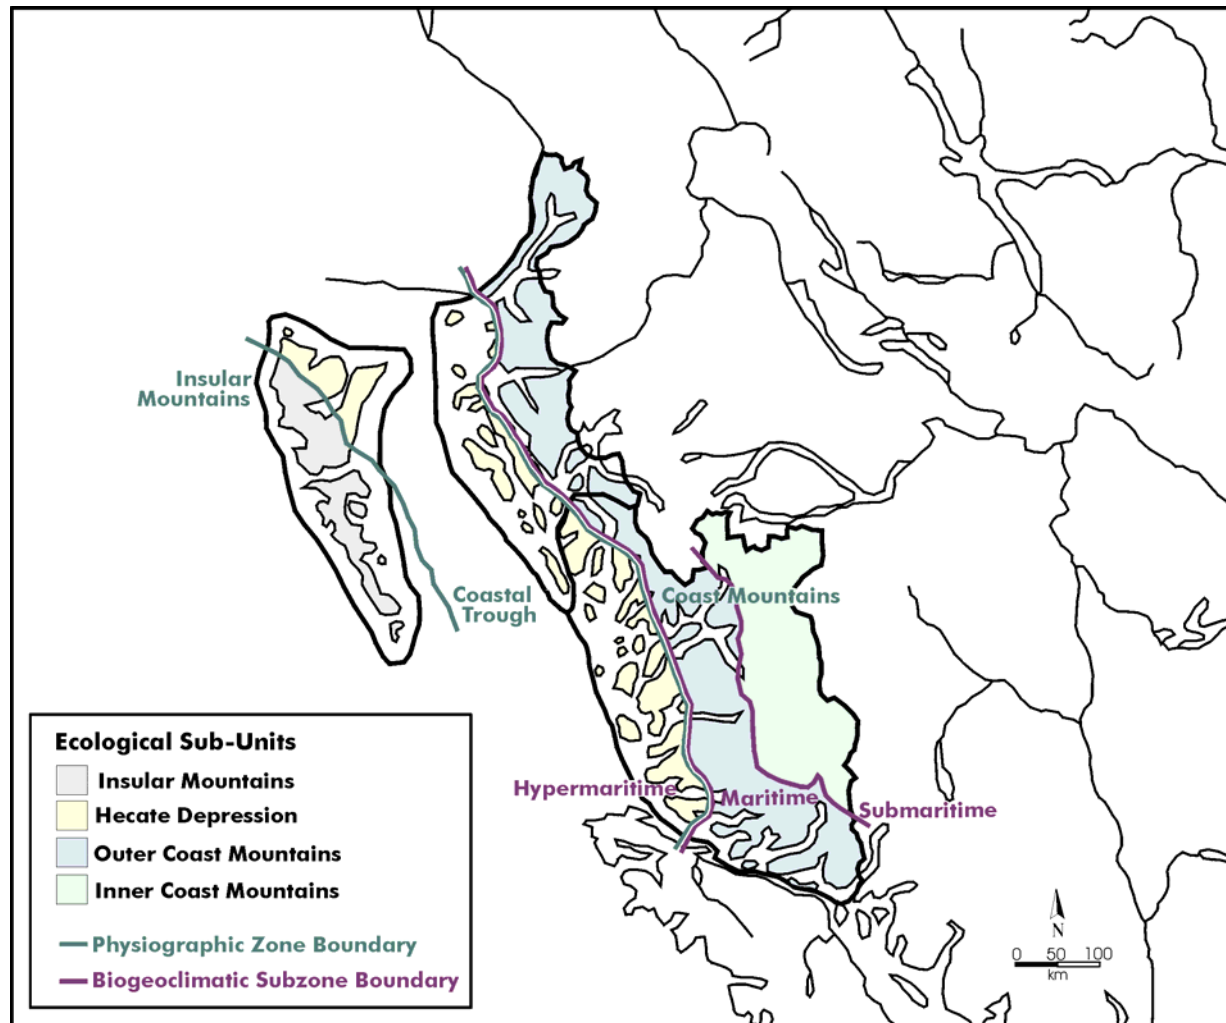 Insular
Mountains
Coastal
Trough
Coast Mountains
Hypermaritime
Maritime
Submaritime
Ecological Sub-Units
Insular Mountains
Hecate Depression
Outer Coast Mountains
Inner Coast Mountains
Physiographic Zone Boundary
Biogeoclimatic Subzone Boundary
N
0 50 100
km